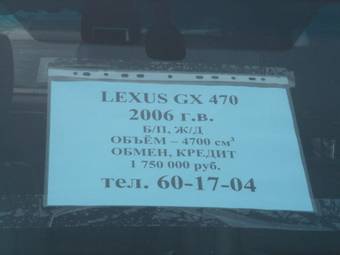 LEXUS GX 470
2006 г.в.
Б/П, Ж/Д
ОБЪЁМ – 4700 см³
ОБМЕН, КРЕДИТ
1 750 000 руб.
тел. 60-17-04